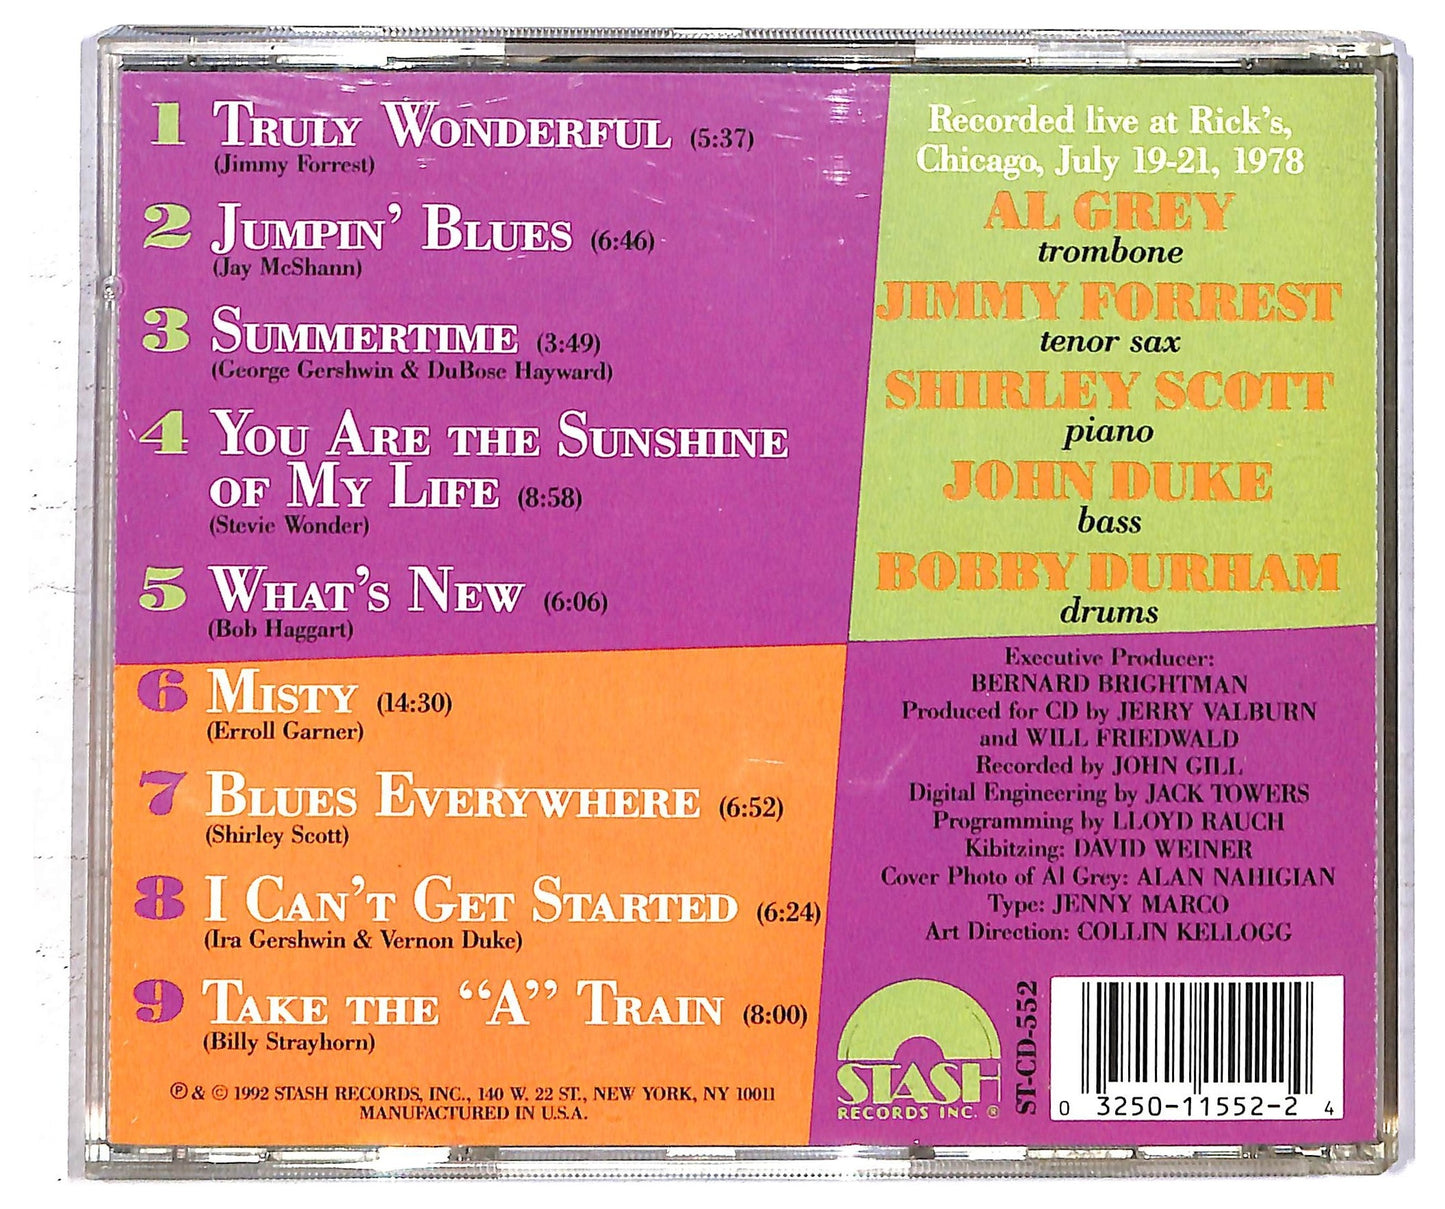 1 TRULY WONDERFUL (5:37)
(Jimmy Forrest)
2 JUMPIN' BLUES (6:46)
(Jay McShann)
3 SUMMERTIME (3:49)
(George Gershwin & DuBose Hayward)
4 YOU ARE THE SUNSHINE
OF MY LIFE (8:58)
(Stevie Wonder)
5 WHAT'S NEW (6:06)
(Bob Haggart)
6 MISTY (14:30)
(Erroll Garner)
7 BLUES EVERYWHERE (6:52)
(Shirley Scott)
8 I CAN'T GET STARTED (6:24)
(Ira Gershwin & Vernon Duke)
9 TAKE THE "A" TRAIN (8:00)
(Billy Strayhorn)
℗ & © 1992 STASH RECORDS, INC., 140 W. 22 ST., NEW YORK, NY 10011
MANUFACTURED IN U.S.A.
Recorded live at Rick's,
Chicago, July 19-21, 1978
AL GREY
trombone
JIMMY FORREST
tenor sax
SHIRLEY SCOTT
piano
JOHN DUKE
bass
BOBBY DURHAM
drums
Executive Producer:
BERNARD BRIGHTMAN
Produced for CD by JERRY VALBURN
and WILL FRIEDWALD
Recorded by JOHN GILL
Digital Engineering by JACK TOWERS
Programming by LLOYD RAUCH
Kibitzing: DAVID WEINER
Cover Photo of Al Grey: ALAN NAHIGIAN
Type: JENNY MARCO
Art Direction: COLLIN KELLOGG
STASH
RECORDS INC. ®
ST-CD-552
0 3250-11552-2 4